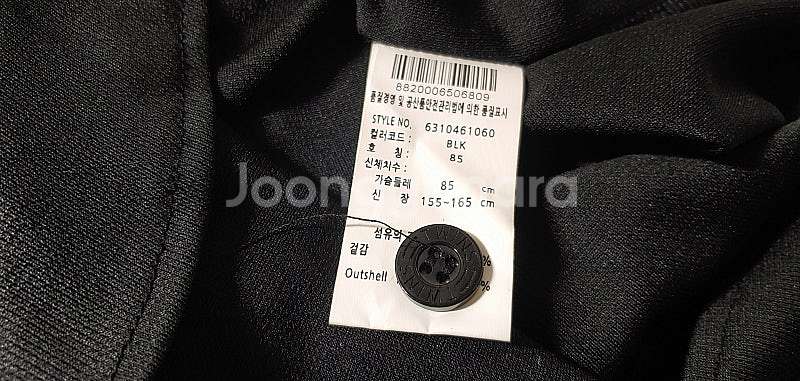 8820006506809
품질경영 및 공산품안전관리법에 의한 품질표시
STYLE NO. 6310461060
컬러코드 : BLK
호 칭 : 85
신체치수 :
가슴둘레 85 cm
신 장 155~165 cm
섬유의
겉감 %
Outshell %